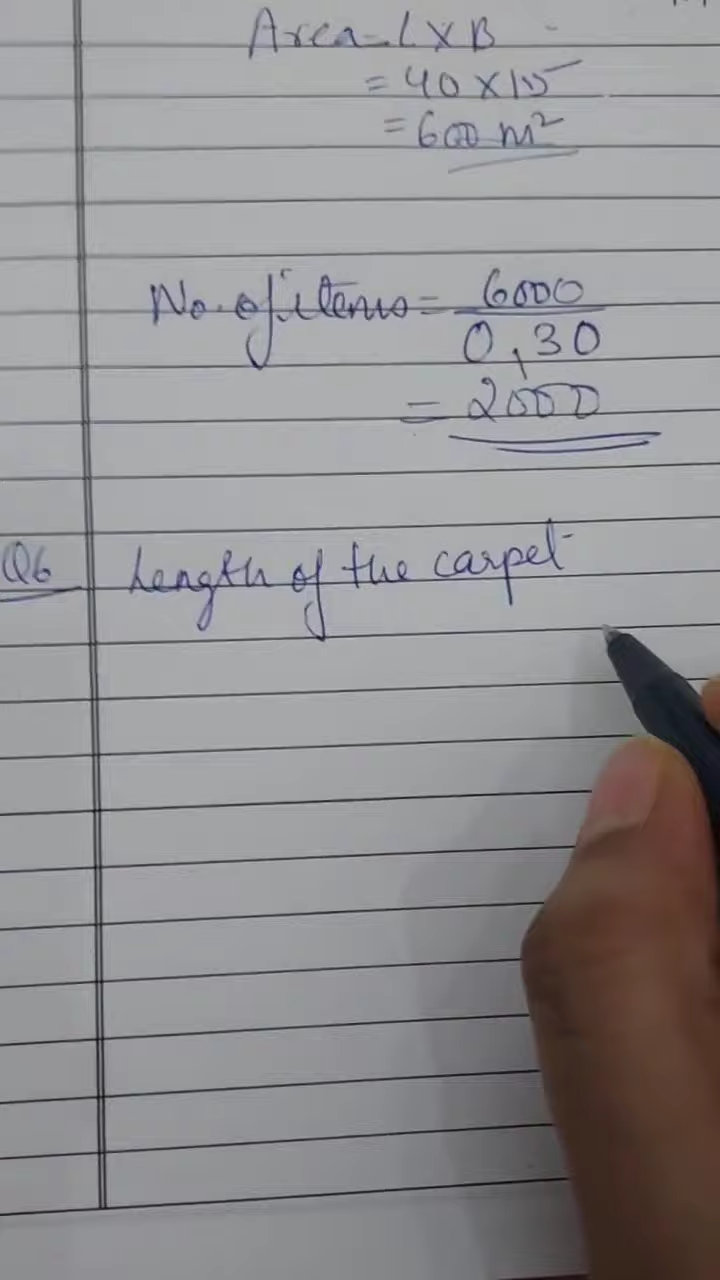 Area = L X B
= 40 X 15
= 600 m²
No. of items = 6000
0,30
= 2000
Q6 Length of the carpet